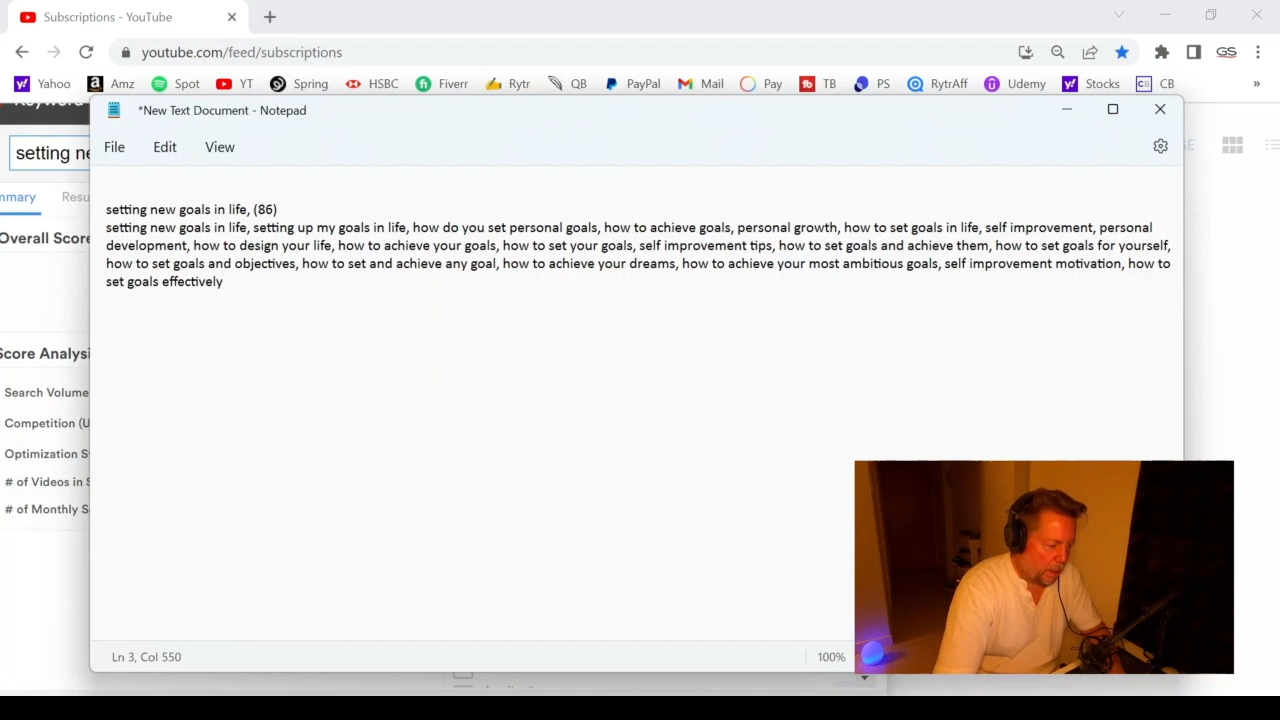 Subscriptions - YouTube
youtube.com/feed/subscriptions
GS
Yahoo Amz Spot YT Spring HSBC Fiverr Rytr QB PayPal Mail Pay TB PS RytrAff Udemy Stocks CB »
*New Text Document - Notepad
File Edit View
setting ne
mmary Resu
Overall Score
Score Analysi
Search Volume
Competition (U
Optimization S
# of Videos in S
# of Monthly S
setting new goals in life, (86)
setting new goals in life, setting up my goals in life, how do you set personal goals, how to achieve goals, personal growth, how to set goals in life, self improvement, personal
development, how to design your life, how to achieve your goals, how to set your goals, self improvement tips, how to set goals and achieve them, how to set goals for yourself,
how to set goals and objectives, how to set and achieve any goal, how to achieve your dreams, how to achieve your most ambitious goals, self improvement motivation, how to
set goals effectively
Ln 3, Col 550
100%